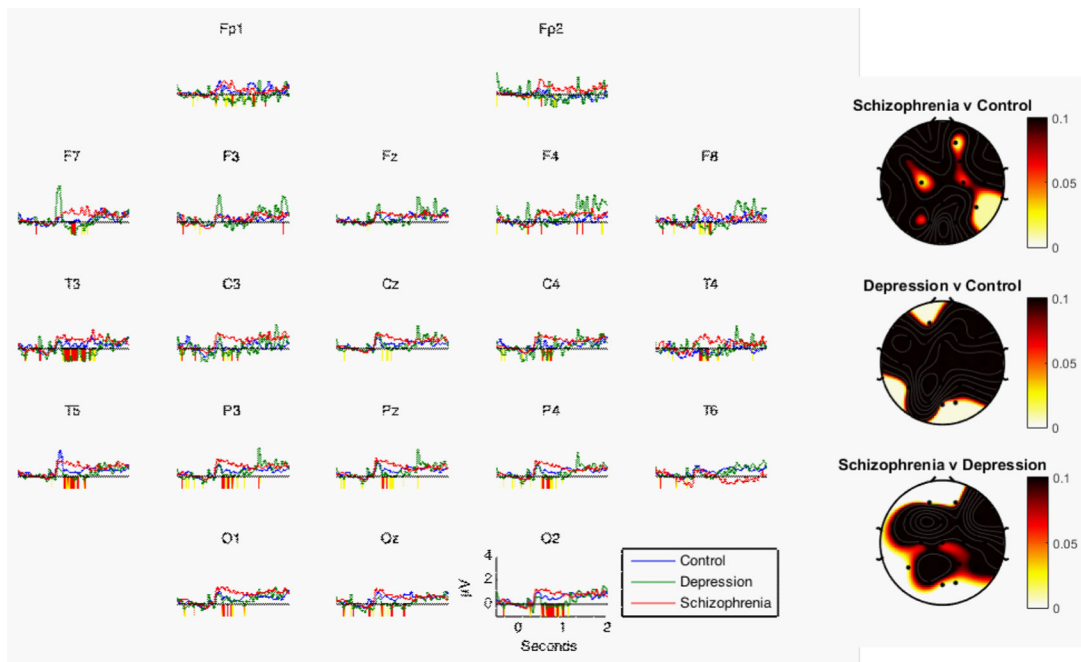 Fp1 Fp2
F7 F3 Fz F4 F8
T3 C3 Cz C4 T4
T5 P3 Pz P4 T6
O1 Oz O2
4
2
0
µV
0 1 2
Seconds
Control
Depression
Schizophrenia
Schizophrenia v Control
0.1
0.05
0
Depression v Control
0.1
0.05
0
Schizophrenia v Depression
0.1
0.05
0